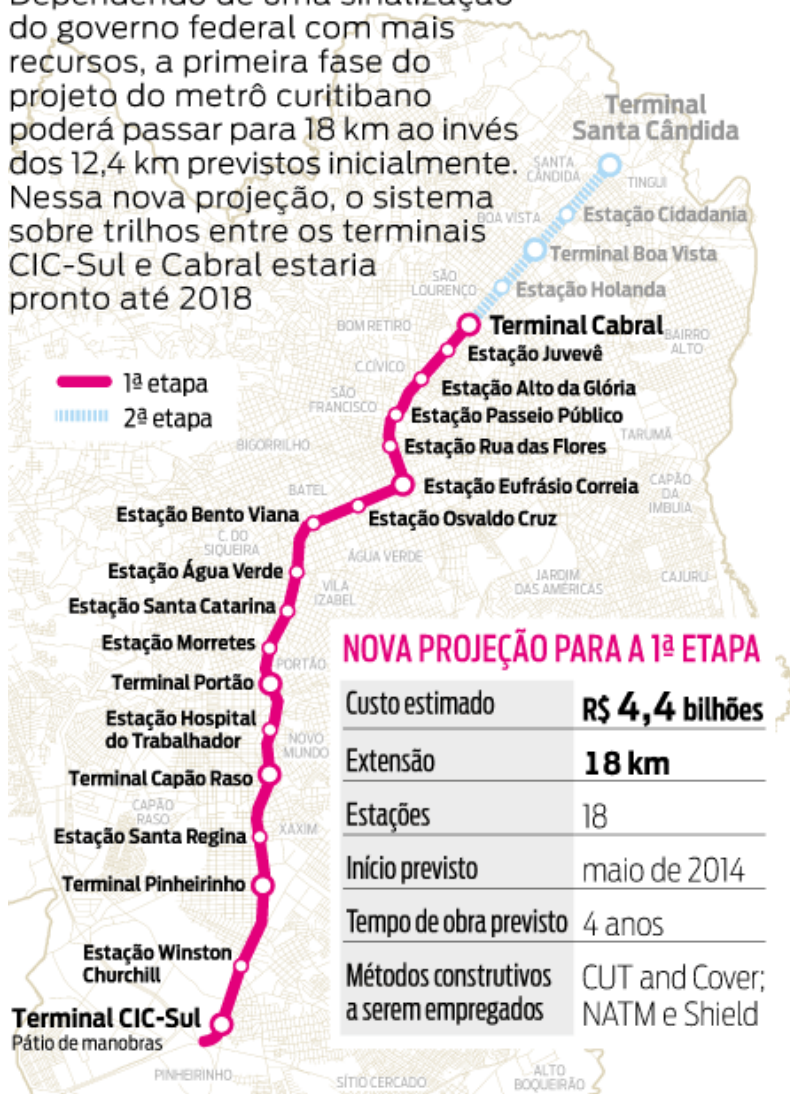 Dependendo de uma sinalização
do governo federal com mais
recursos, a primeira fase do
projeto do metrô curitibano
poderá passar para 18 km ao invés
dos 12,4 km previstos inicialmente.
Nessa nova projeção, o sistema
sobre trilhos entre os terminais
CIC-Sul e Cabral estaria
pronto até 2018
1ª etapa
2ª etapa
Terminal
Santa Cândida
SANTA
CÂNDIDA
TINGUI
Estação Cidadania
BOA VISTA
Terminal Boa Vista
SÃO
LOURENÇO
Estação Holanda
BOM RETIRO
Terminal Cabral
BAIRRO
ALTO
Estação Juvevê
C.CÍVICO
Estação Alto da Glória
SÃO
FRANCISCO
Estação Passeio Público
TARUMÃ
BIGORRILHO
Estação Rua das Flores
CAPÃO
DA
IMBUIA
BATEL
Estação Eufrásio Correia
Estação Bento Viana
Estação Osvaldo Cruz
C. DO
SIQUEIRA
ÁGUA VERDE
Estação Água Verde
VILA
IZABEL
JARDIM
DAS AMÉRICAS
CAJURU
Estação Santa Catarina
Estação Morretes
PORTÃO
Terminal Portão
Estação Hospital
do Trabalhador
NOVO
MUNDO
Terminal Capão Raso
CAPÃO
RASO
XAXIM
Estação Santa Regina
Terminal Pinheirinho
Estação Winston
Churchill
Terminal CIC-Sul
Pátio de manobras
PINHEIRINHO
SÍTIO CERCADO
ALTO
BOQUEIRÃO
NOVA PROJEÇÃO PARA A 1ª ETAPA
Custo estimado R$ 4,4 bilhões
Extensão 18 km
Estações 18
Início previsto maio de 2014
Tempo de obra previsto 4 anos
Métodos construtivos CUT and Cover;
a serem empregados NATM e Shield